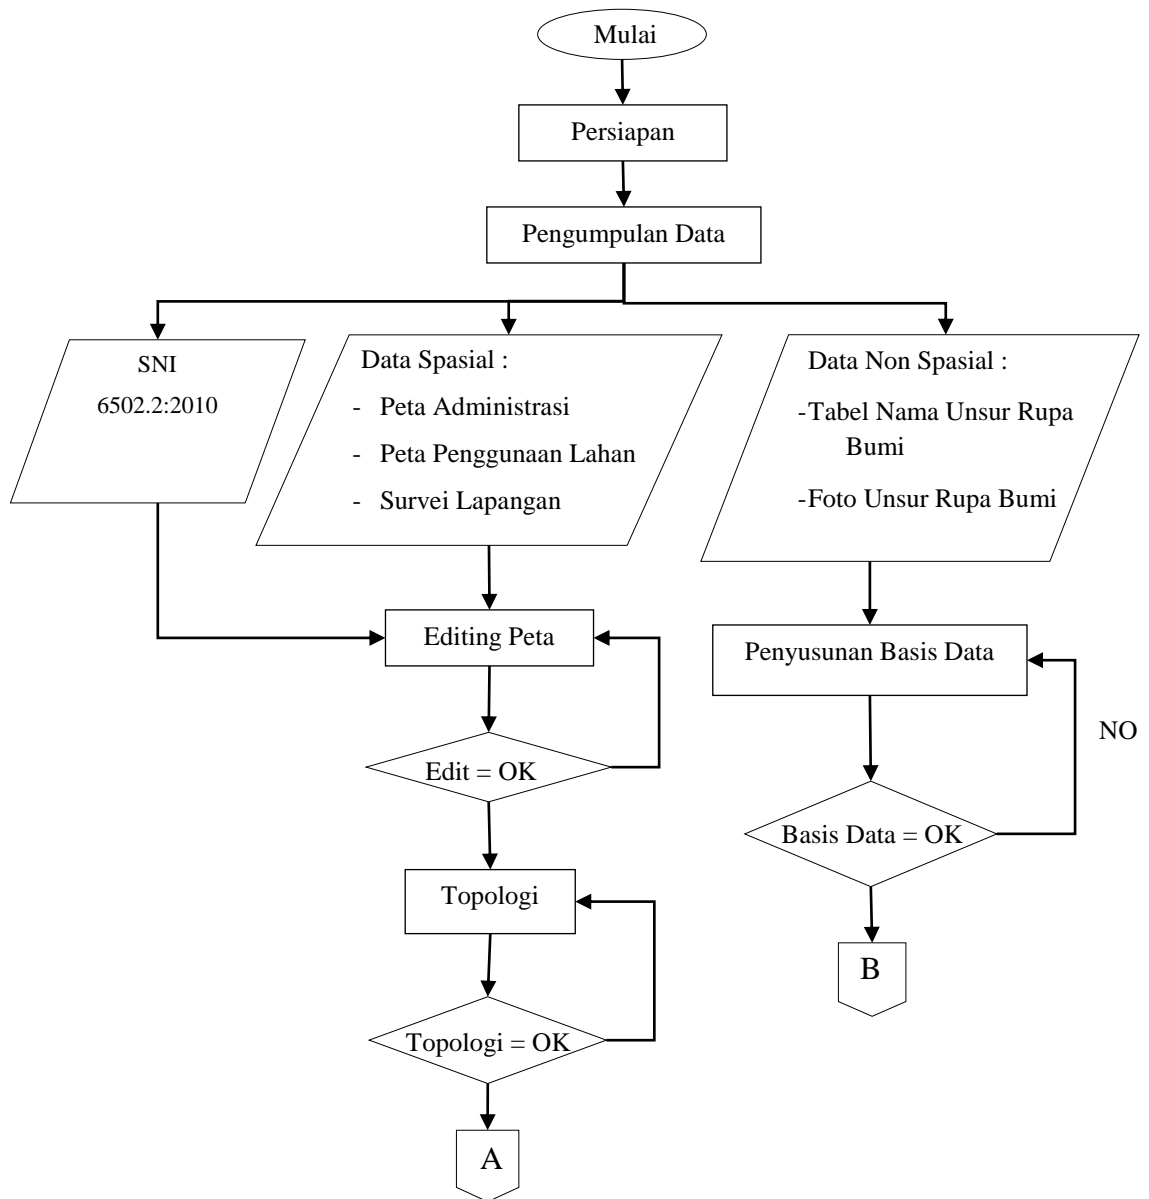 Mulai
Persiapan
Pengumpulan Data
SNI
6502.2:2010
Data Spasial :
- Peta Administrasi
- Peta Penggunaan Lahan
- Survei Lapangan
Data Non Spasial :
-Tabel Nama Unsur Rupa
Bumi
-Foto Unsur Rupa Bumi
Editing Peta
Penyusunan Basis Data
NO
Edit = OK
Basis Data = OK
Topologi
B
Topologi = OK
A